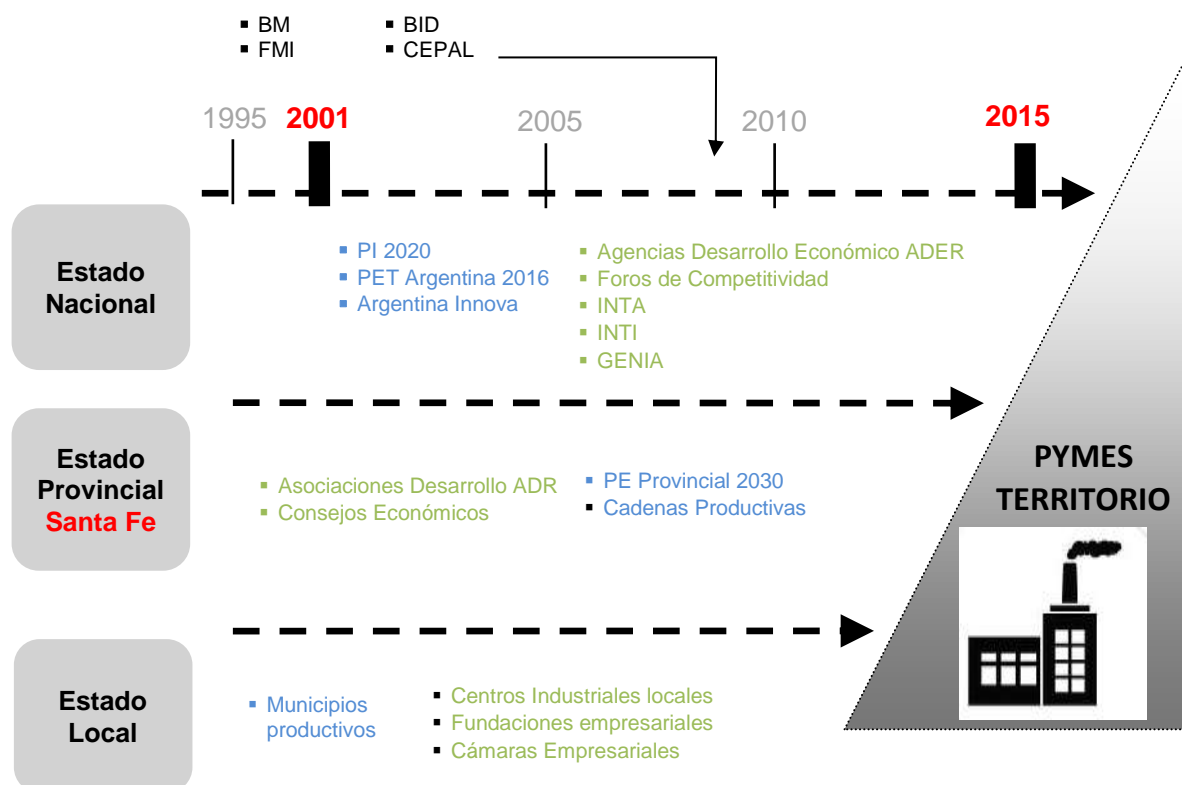 ▪ BM
▪ BID
▪ FMI
▪ CEPAL
1995
2001
2005
2010
2015
Estado
Nacional
▪ PI 2020
▪ PET Argentina 2016
▪ Argentina Innova
▪ Agencias Desarrollo Económico ADER
▪ Foros de Competitividad
▪ INTA
▪ INTI
▪ GENIA
Estado
Provincial
Santa Fe
▪ Asociaciones Desarrollo ADR
▪ Consejos Económicos
▪ PE Provincial 2030
▪ Cadenas Productivas
PYMES
TERRITORIO
Estado
Local
▪ Municipios
productivos
▪ Centros Industriales locales
▪ Fundaciones empresariales
▪ Cámaras Empresariales